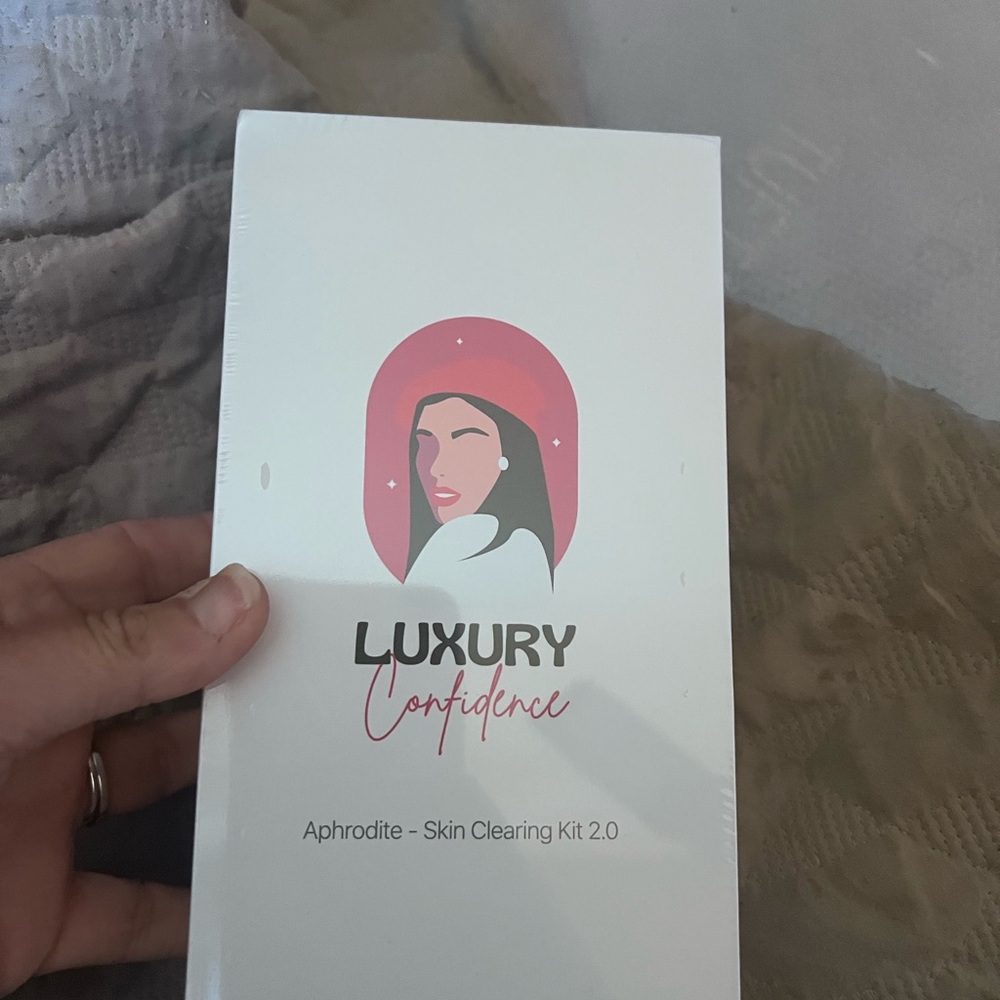 LUXURY
Confidence
Aphrodite - Skin Clearing Kit 2.0